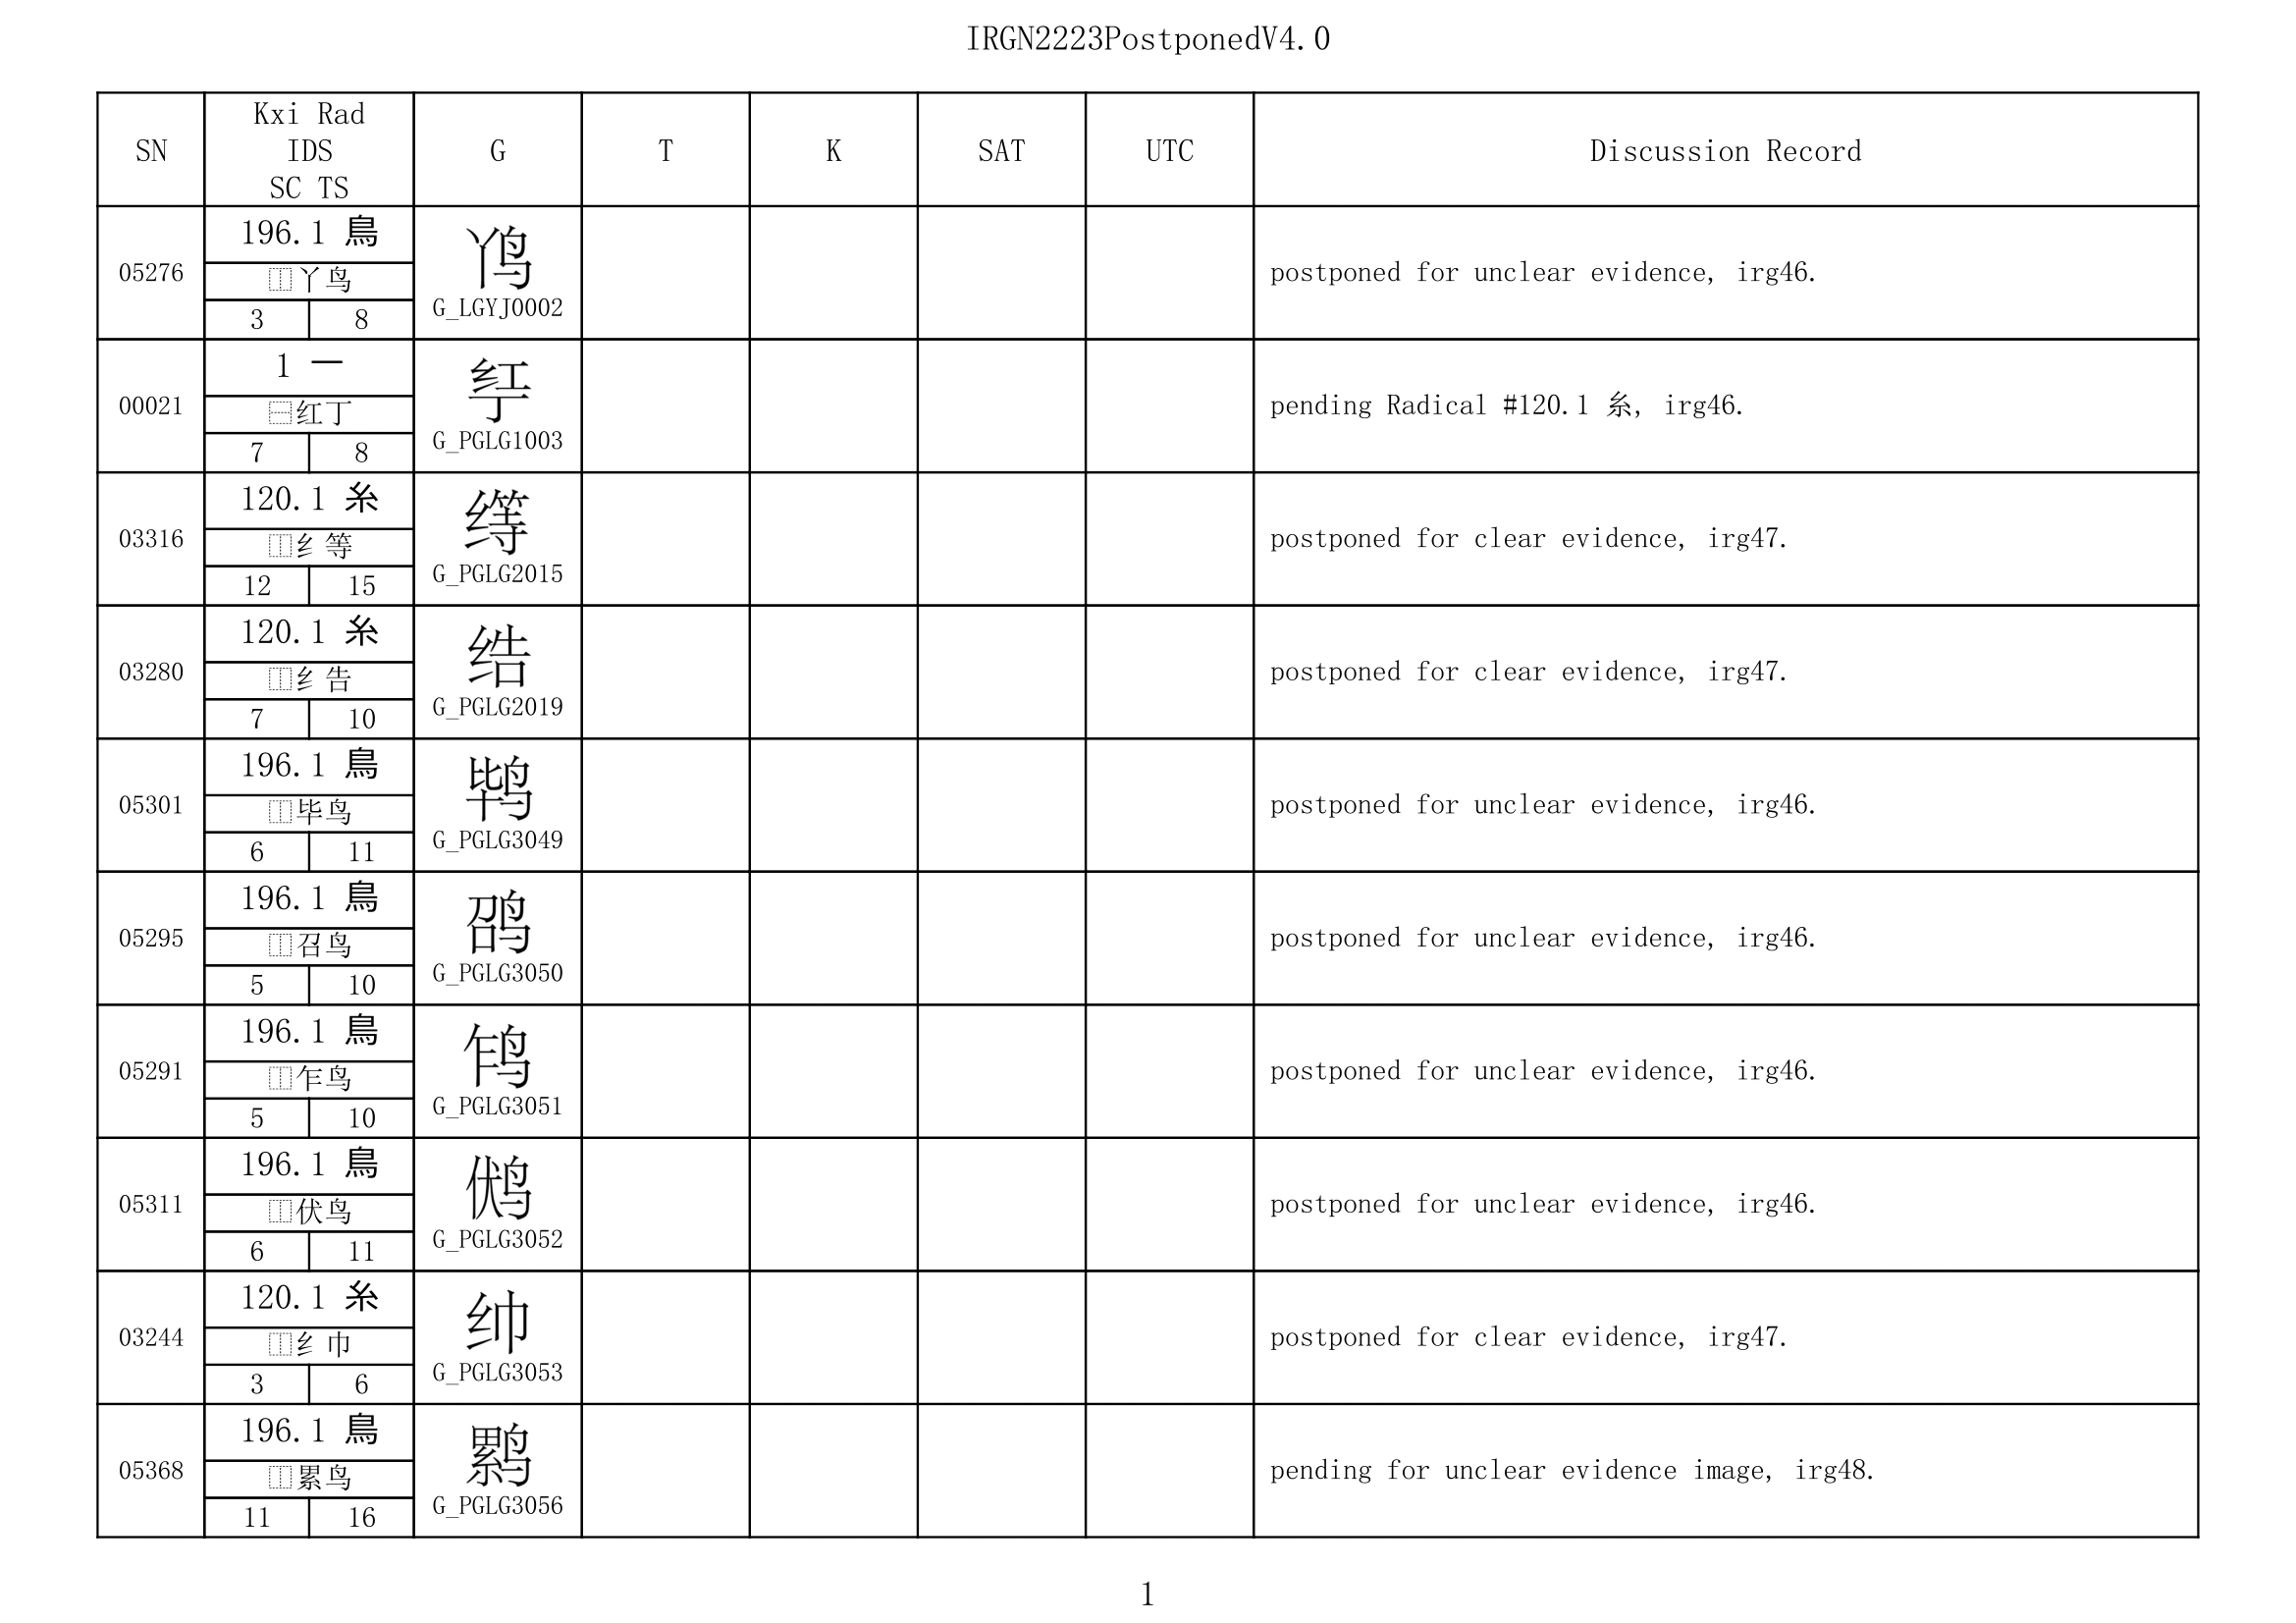 IRGN2223PostponedV4.0
SN Kxi Rad IDS SC TS G T K SAT UTC Discussion Record
196.1 鳥
05276 ⿰丫鸟 G_LGYJ0002 postponed for unclear evidence, irg46.
3 8
1 一
00021 ⿱红丁 G_PGLG1003 pending Radical #120.1 糸, irg46.
7 8
120.1 糸
03316 ⿰纟等 G_PGLG2015 postponed for clear evidence, irg47.
12 15
120.1 糸
03280 ⿰纟告 G_PGLG2019 postponed for clear evidence, irg47.
7 10
196.1 鳥
05301 ⿰毕鸟 G_PGLG3049 postponed for unclear evidence, irg46.
6 11
196.1 鳥
05295 ⿰召鸟 G_PGLG3050 postponed for unclear evidence, irg46.
5 10
196.1 鳥
05291 ⿰乍鸟 G_PGLG3051 postponed for unclear evidence, irg46.
5 10
196.1 鳥
05311 ⿰伏鸟 G_PGLG3052 postponed for unclear evidence, irg46.
6 11
120.1 糸
03244 ⿰纟巾 G_PGLG3053 postponed for clear evidence, irg47.
3 6
196.1 鳥
05368 ⿰累鸟 G_PGLG3056 pending for unclear evidence image, irg48.
11 16
1